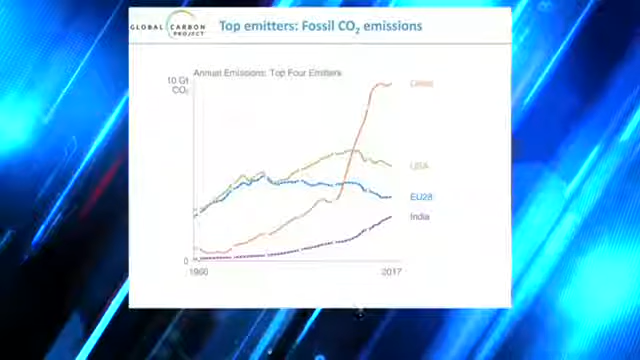 GLOBAL CARBON
PROJECT
Top emitters: Fossil CO₂ emissions
Annual Emissions: Top Four Emitters
10 Gt
CO₂
China
USA
EU28
India
0
1960
2017